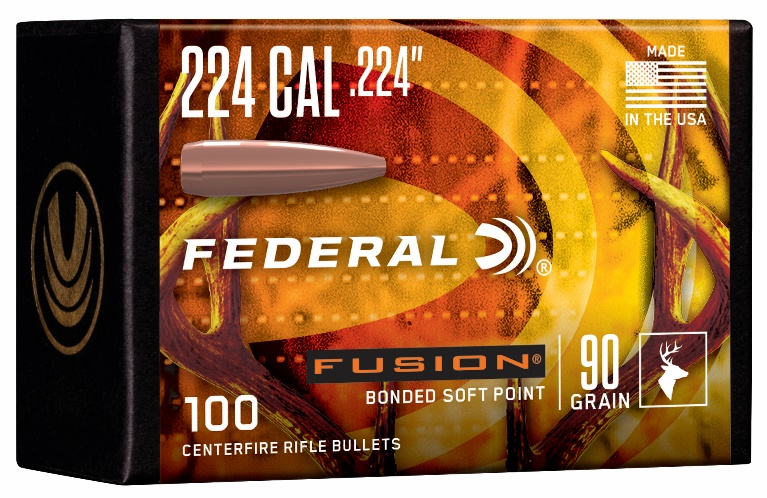 224 CAL .224"
MADE
IN THE USA
FEDERAL®
FUSION®
BONDED SOFT POINT
90
GRAIN
100
CENTERFIRE RIFLE BULLETS